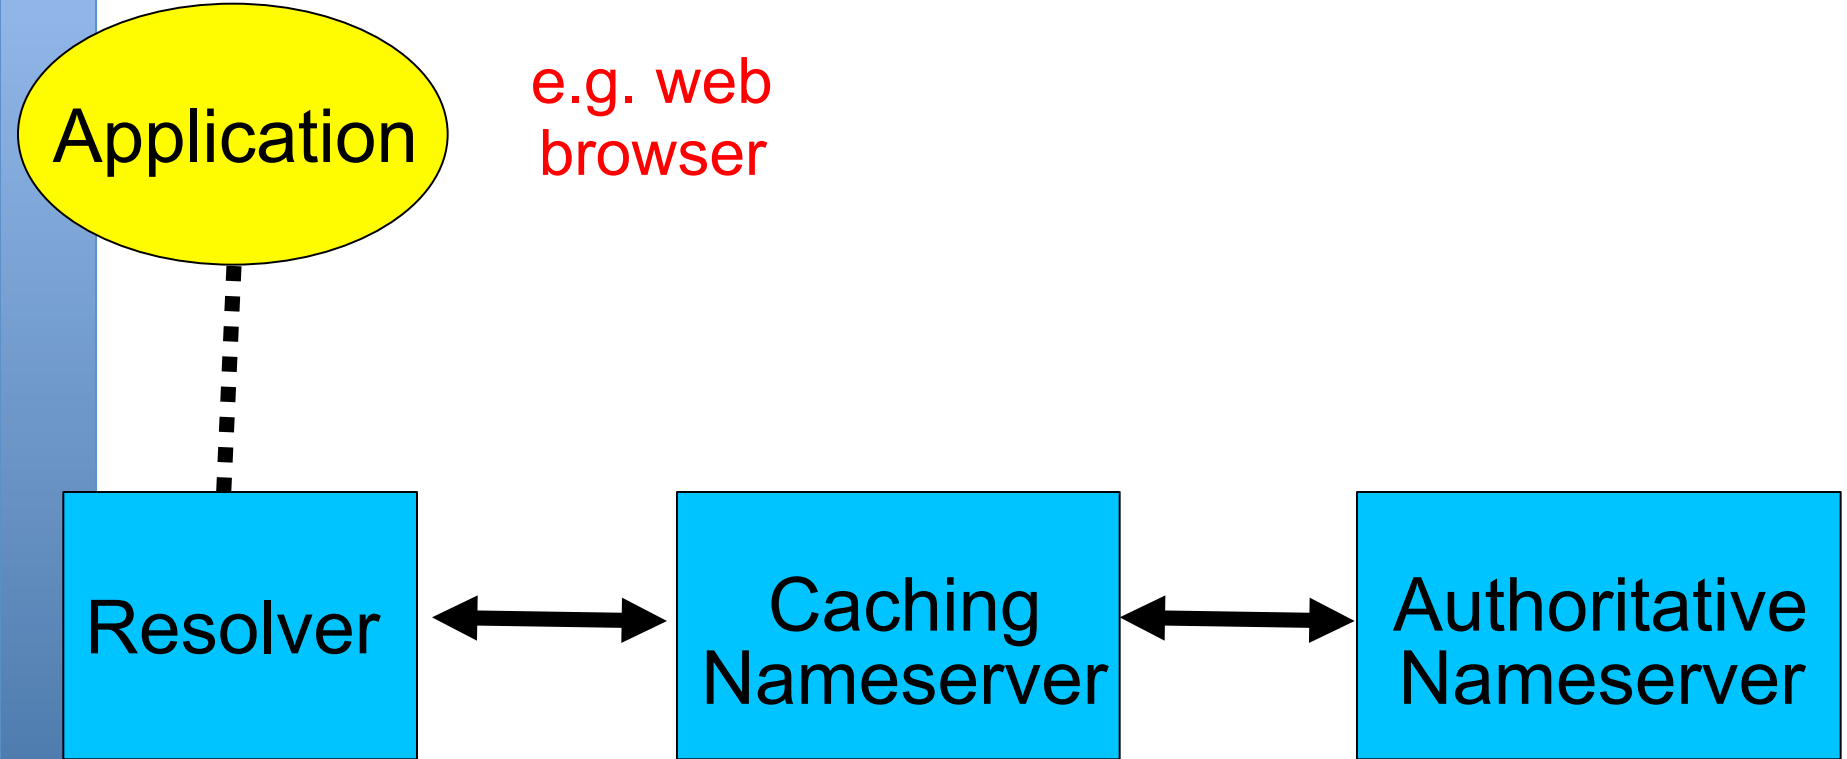 Application
e.g. web
browser
Resolver
Caching
Nameserver
Authoritative
Nameserver